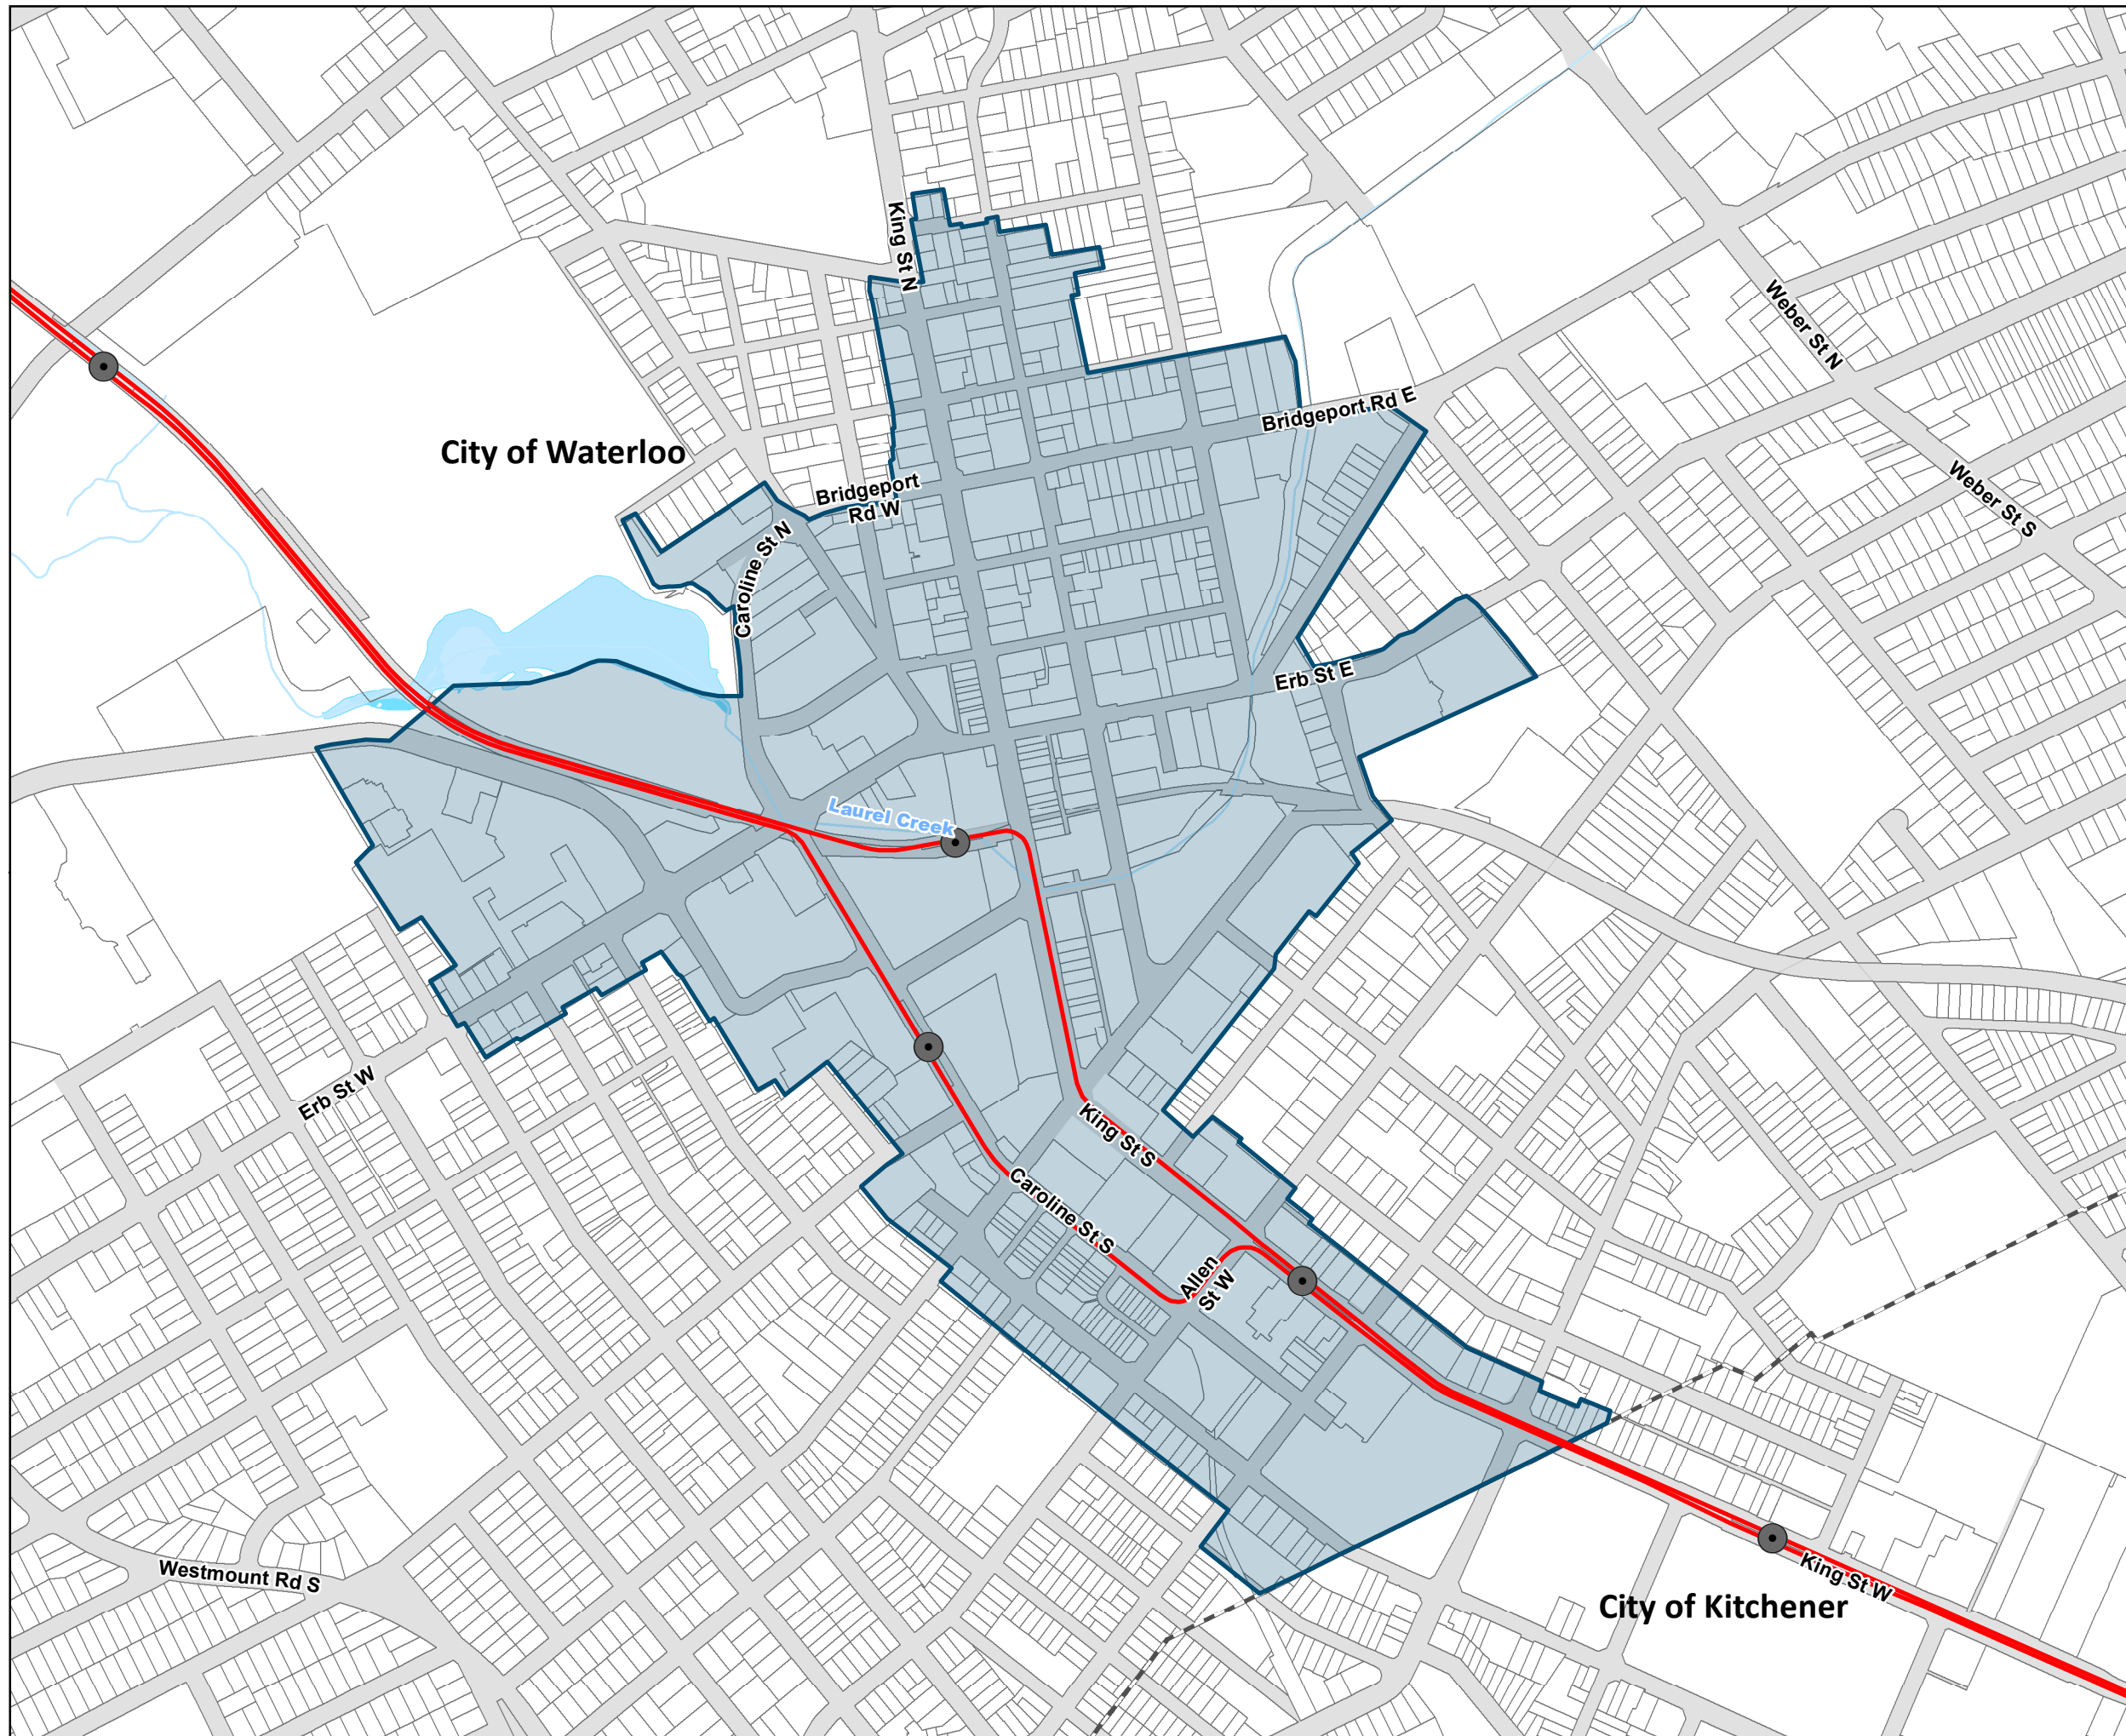 King St N
Weber St N
Bridgeport Rd E
City of Waterloo
Bridgeport
Rd W
Weber St S
Caroline St N
Erb St E
Laurel Creek
Erb St W
King St S
Caroline St S
Allen
St W
Westmount Rd S
King St W
City of Kitchener